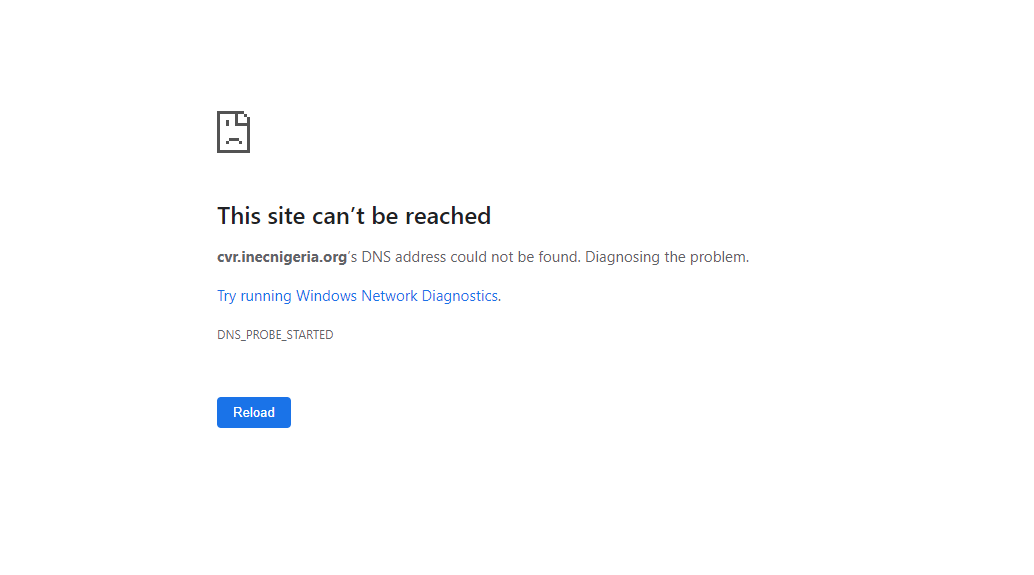 This site can’t be reached
cvr.inecnigeria.org’s DNS address could not be found. Diagnosing the problem.
Try running Windows Network Diagnostics.
DNS_PROBE_STARTED
Reload